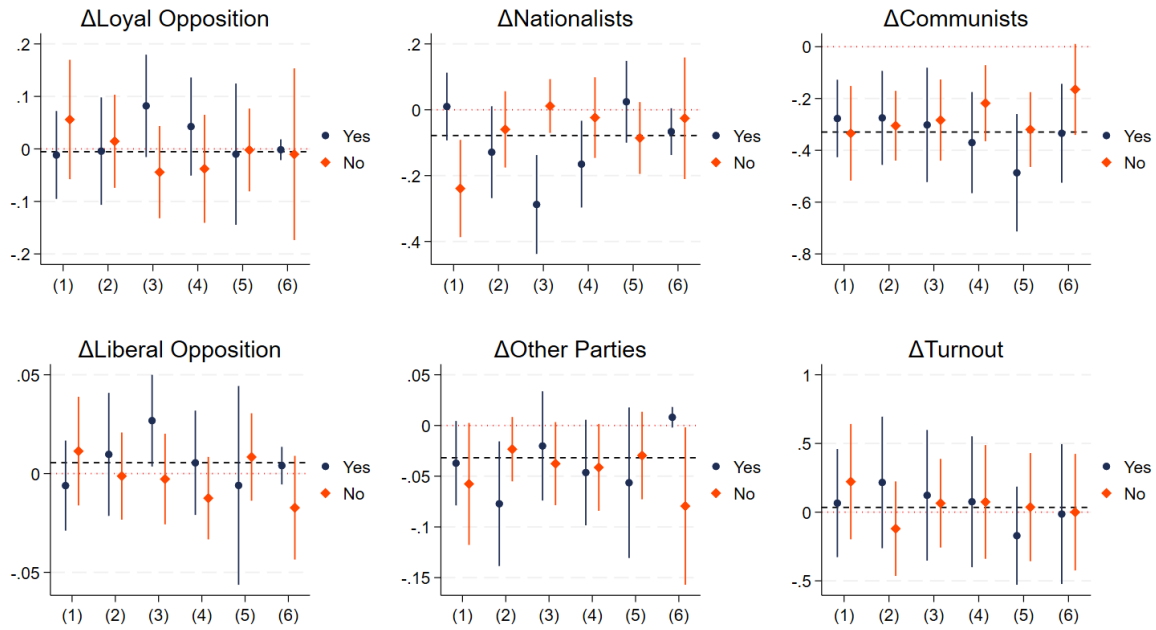 ΔLoyal Opposition
.2
.1
0
-.1
-.2
(1) (2) (3) (4) (5) (6)
Yes
No
ΔNationalists
.2
0
-.2
-.4
(1) (2) (3) (4) (5) (6)
Yes
No
ΔCommunists
0
-.2
-.4
-.6
-.8
(1) (2) (3) (4) (5) (6)
Yes
No
ΔLiberal Opposition
.05
0
-.05
(1) (2) (3) (4) (5) (6)
Yes
No
ΔOther Parties
.05
0
-.05
-.1
-.15
(1) (2) (3) (4) (5) (6)
Yes
No
ΔTurnout
1
.5
0
-.5
(1) (2) (3) (4) (5) (6)
Yes
No